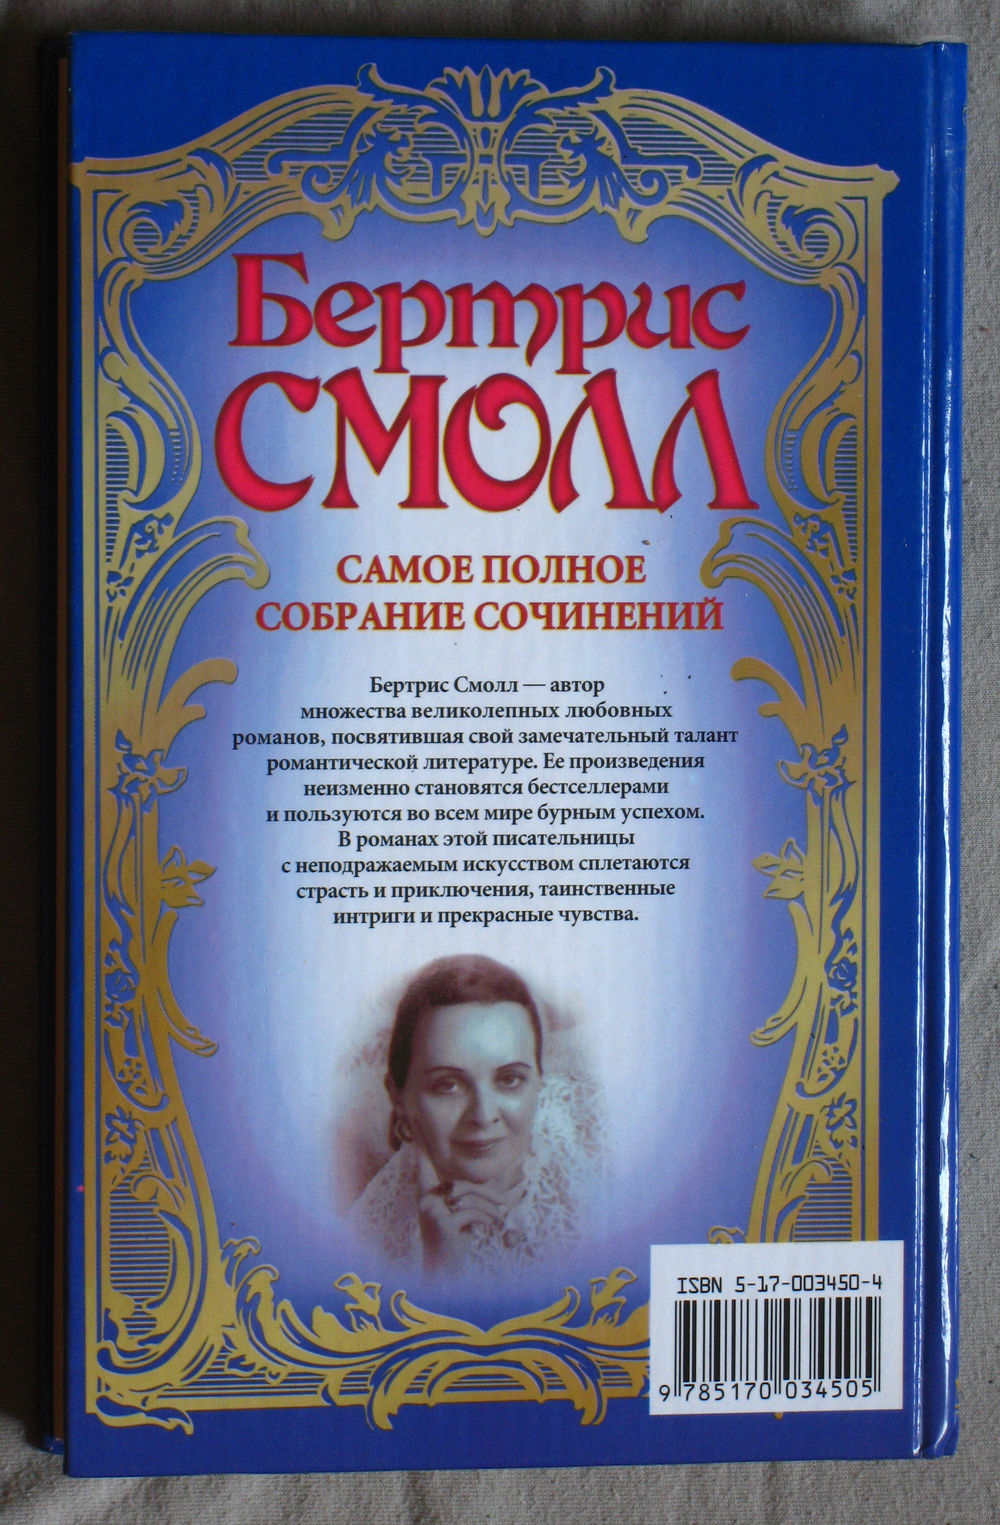 Бертрис
СМОЛЛ
САМОЕ ПОЛНОЕ
СОБРАНИЕ СОЧИНЕНИЙ
Бертрис Смолл — автор
множества великолепных любовных
романов, посвятившая свой замечательный талант
романтической литературе. Ее произведения
неизменно становятся бестселлерами
и пользуются во всем мире бурным успехом.
В романах этой писательницы
с неподражаемым искусством сплетаются
страсть и приключения, таинственные
интриги и прекрасные чувства.
ISBN 5-17-003450-4
9 785170 034505